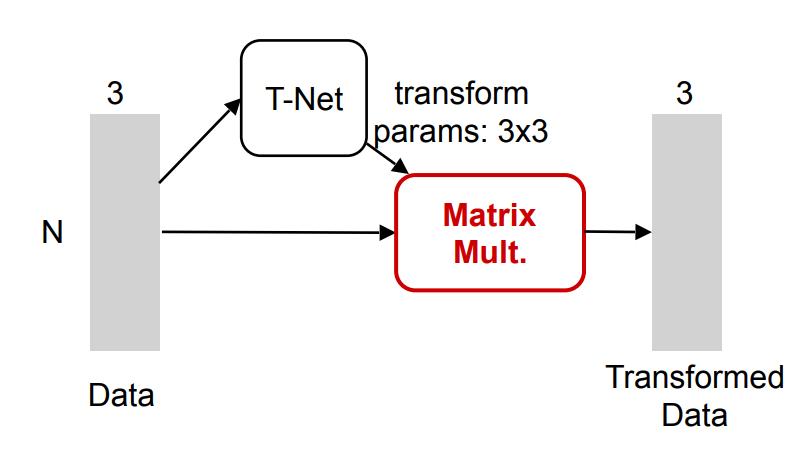 3
T-Net
transform
params: 3x3
3
N
Matrix
Mult.
Data
Transformed
Data